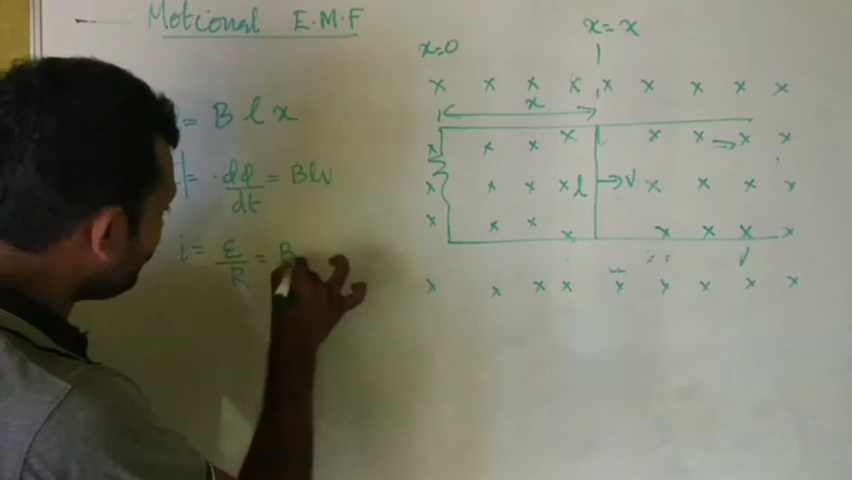 Motional E.M.F
x=0
x=x
x
= B l x
= - dφ/dt = Blv
i = ε/R = B
l
v